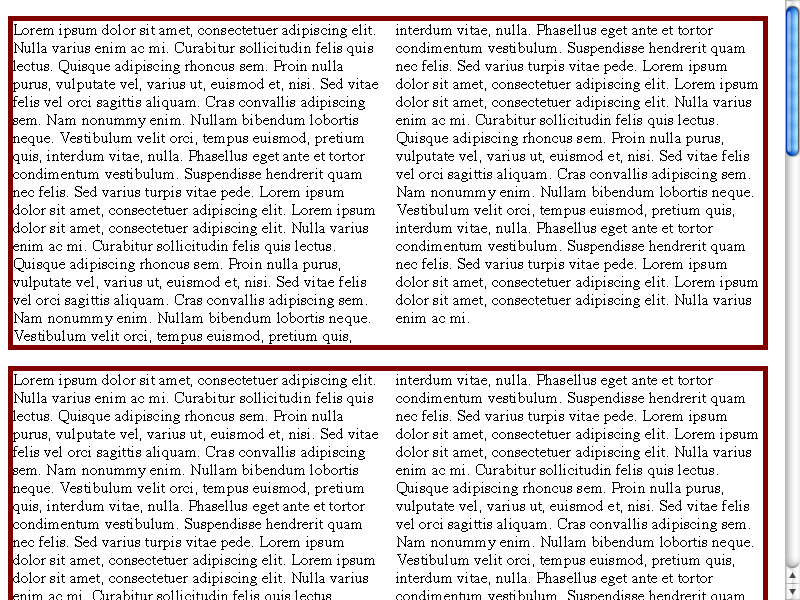 Lorem ipsum dolor sit amet, consectetuer adipiscing elit.
Nulla varius enim ac mi. Curabitur sollicitudin felis quis
lectus. Quisque adipiscing rhoncus sem. Proin nulla
purus, vulputate vel, varius ut, euismod et, nisi. Sed vitae
felis vel orci sagittis aliquam. Cras convallis adipiscing
sem. Nam nonummy enim. Nullam bibendum lobortis
neque. Vestibulum velit orci, tempus euismod, pretium
quis, interdum vitae, nulla. Phasellus eget ante et tortor
condimentum vestibulum. Suspendisse hendrerit quam
nec felis. Sed varius turpis vitae pede. Lorem ipsum
dolor sit amet, consectetuer adipiscing elit. Lorem ipsum
dolor sit amet, consectetuer adipiscing elit. Nulla varius
enim ac mi. Curabitur sollicitudin felis quis lectus.
Quisque adipiscing rhoncus sem. Proin nulla purus,
vulputate vel, varius ut, euismod et, nisi. Sed vitae felis
vel orci sagittis aliquam. Cras convallis adipiscing sem.
Nam nonummy enim. Nullam bibendum lobortis neque.
Vestibulum velit orci, tempus euismod, pretium quis,
interdum vitae, nulla. Phasellus eget ante et tortor
condimentum vestibulum. Suspendisse hendrerit quam
nec felis. Sed varius turpis vitae pede. Lorem ipsum
dolor sit amet, consectetuer adipiscing elit. Lorem ipsum
dolor sit amet, consectetuer adipiscing elit. Nulla varius
enim ac mi. Curabitur sollicitudin felis quis lectus.
Quisque adipiscing rhoncus sem. Proin nulla purus,
vulputate vel, varius ut, euismod et, nisi. Sed vitae felis
vel orci sagittis aliquam. Cras convallis adipiscing sem.
Nam nonummy enim. Nullam bibendum lobortis neque.
Vestibulum velit orci, tempus euismod, pretium quis,
interdum vitae, nulla. Phasellus eget ante et tortor
condimentum vestibulum. Suspendisse hendrerit quam
nec felis. Sed varius turpis vitae pede. Lorem ipsum
dolor sit amet, consectetuer adipiscing elit. Lorem ipsum
dolor sit amet, consectetuer adipiscing elit. Nulla varius
enim ac mi.
Lorem ipsum dolor sit amet, consectetuer adipiscing elit.
Nulla varius enim ac mi. Curabitur sollicitudin felis quis
lectus. Quisque adipiscing rhoncus sem. Proin nulla
purus, vulputate vel, varius ut, euismod et, nisi. Sed vitae
felis vel orci sagittis aliquam. Cras convallis adipiscing
sem. Nam nonummy enim. Nullam bibendum lobortis
neque. Vestibulum velit orci, tempus euismod, pretium
quis, interdum vitae, nulla. Phasellus eget ante et tortor
condimentum vestibulum. Suspendisse hendrerit quam
nec felis. Sed varius turpis vitae pede. Lorem ipsum
dolor sit amet, consectetuer adipiscing elit. Lorem ipsum
dolor sit amet, consectetuer adipiscing elit. Nulla varius
enim ac mi. Curabitur sollicitudin felis quis lectus.
interdum vitae, nulla. Phasellus eget ante et tortor
condimentum vestibulum. Suspendisse hendrerit quam
nec felis. Sed varius turpis vitae pede. Lorem ipsum
dolor sit amet, consectetuer adipiscing elit. Lorem ipsum
dolor sit amet, consectetuer adipiscing elit. Nulla varius
enim ac mi. Curabitur sollicitudin felis quis lectus.
Quisque adipiscing rhoncus sem. Proin nulla purus,
vulputate vel, varius ut, euismod et, nisi. Sed vitae felis
vel orci sagittis aliquam. Cras convallis adipiscing sem.
Nam nonummy enim. Nullam bibendum lobortis neque.
Vestibulum velit orci, tempus euismod, pretium quis,
interdum vitae, nulla. Phasellus eget ante et tortor
condimentum vestibulum. Suspendisse hendrerit quam